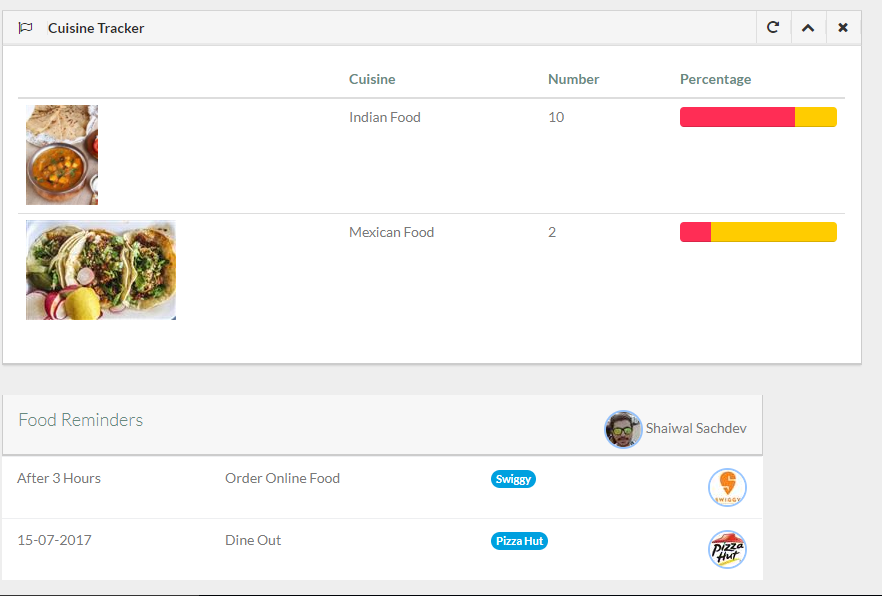 Cuisine Tracker
Cuisine Number Percentage
Indian Food 10
Mexican Food 2
Food Reminders
Shaiwal Sachdev
After 3 Hours Order Online Food Swiggy SWIGGY
15-07-2017 Dine Out Pizza Hut Pizza Hut